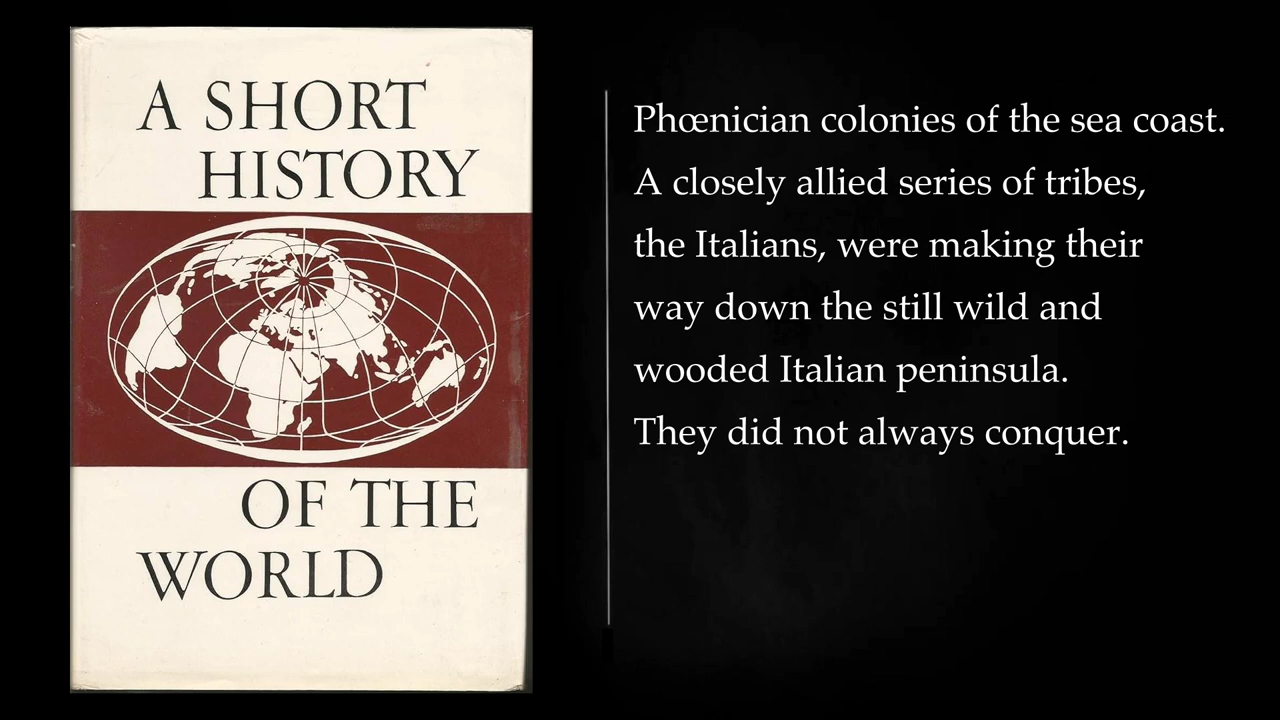 A SHORT
HISTORY
OF THE
WORLD
Phœnician colonies of the sea coast.
A closely allied series of tribes,
the Italians, were making their
way down the still wild and
wooded Italian peninsula.
They did not always conquer.